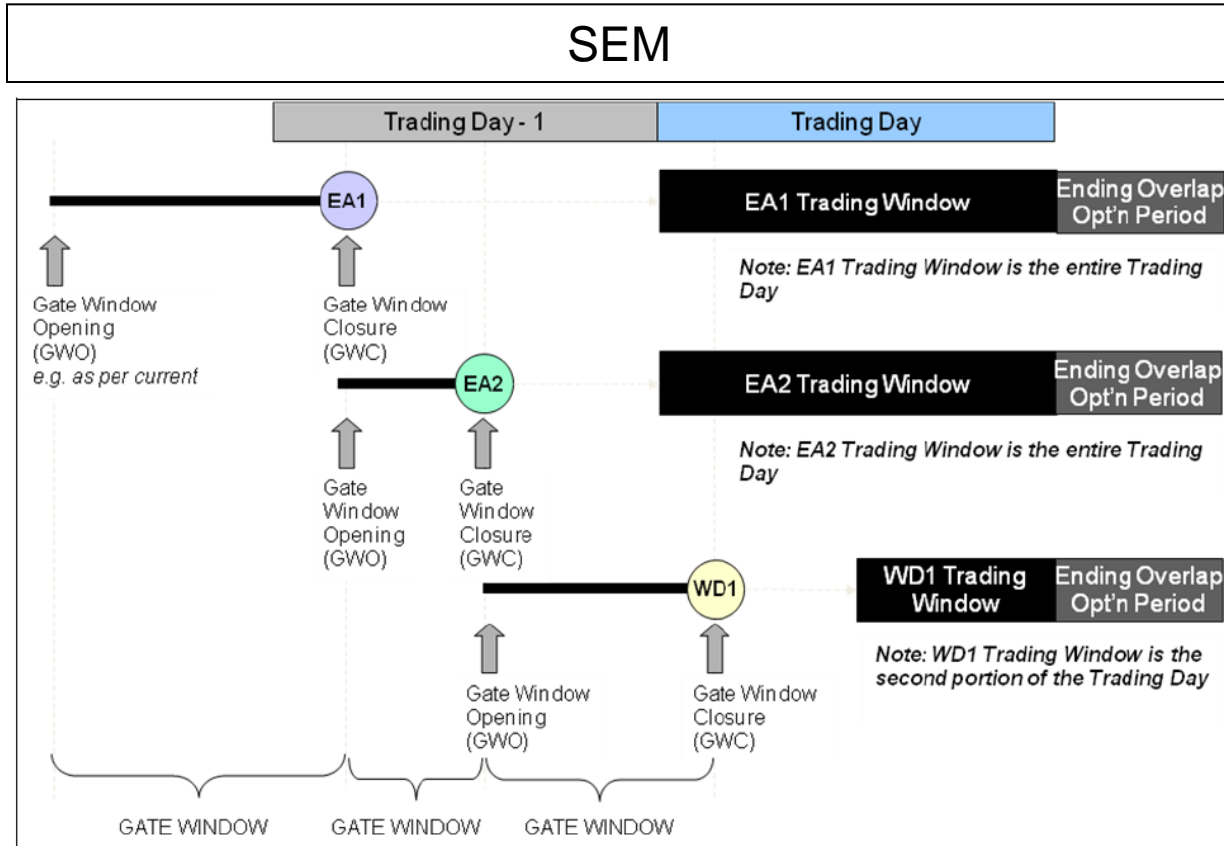 SEM
Trading Day - 1
Trading Day
EA1
EA1 Trading Window
Ending Overlap
Opt'n Period
Note: EA1 Trading Window is the entire Trading
Day
Gate Window
Opening
(GWO)
e.g. as per current
Gate Window
Closure
(GWC)
EA2
EA2 Trading Window
Ending Overlap
Opt'n Period
Note: EA2 Trading Window is the entire Trading
Day
Gate
Window
Opening
(GWO)
Gate
Window
Closure
(GWC)
WD1
WD1 Trading
Window
Ending Overlap
Opt'n Period
Note: WD1 Trading Window is the
second portion of the Trading Day
Gate Window
Opening
(GWO)
Gate Window
Closure
(GWC)
GATE WINDOW
GATE WINDOW
GATE WINDOW